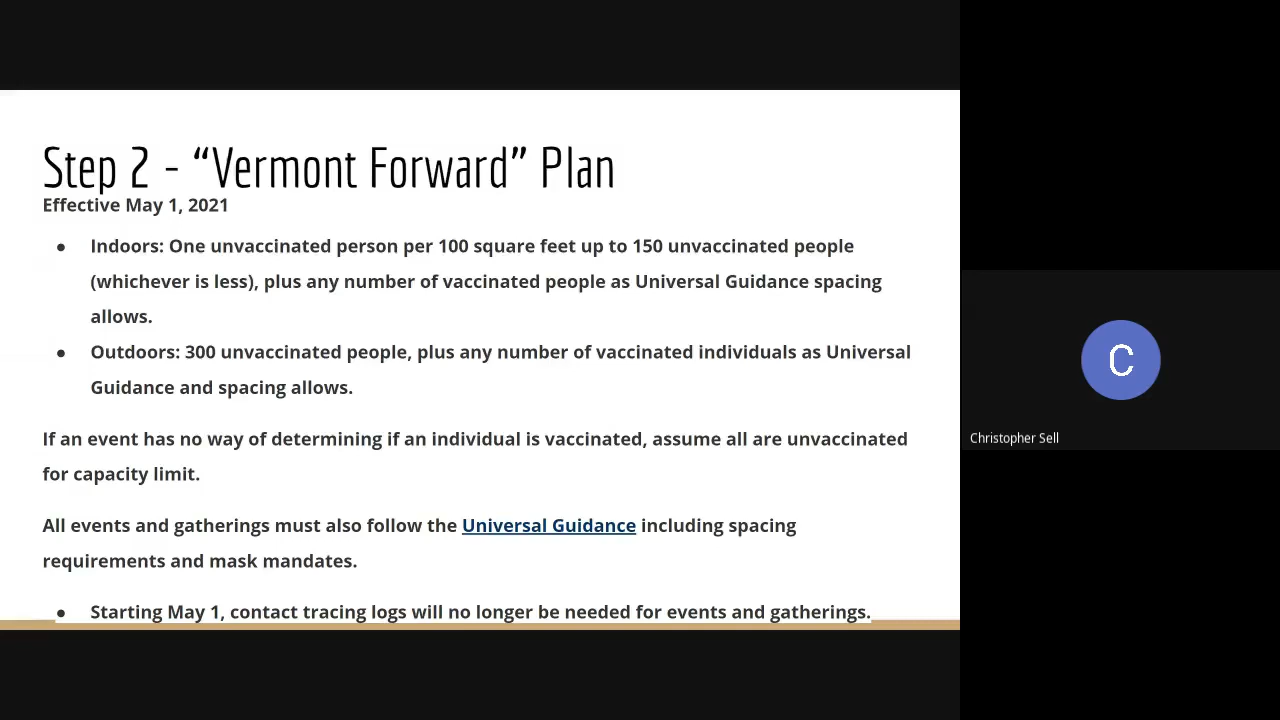 Step 2 - “Vermont Forward” Plan
Effective May 1, 2021
● Indoors: One unvaccinated person per 100 square feet up to 150 unvaccinated people
(whichever is less), plus any number of vaccinated people as Universal Guidance spacing
allows.
● Outdoors: 300 unvaccinated people, plus any number of vaccinated individuals as Universal
Guidance and spacing allows.
If an event has no way of determining if an individual is vaccinated, assume all are unvaccinated
for capacity limit.
All events and gatherings must also follow the Universal Guidance including spacing
requirements and mask mandates.
● Starting May 1, contact tracing logs will no longer be needed for events and gatherings.
C
Christopher Sell